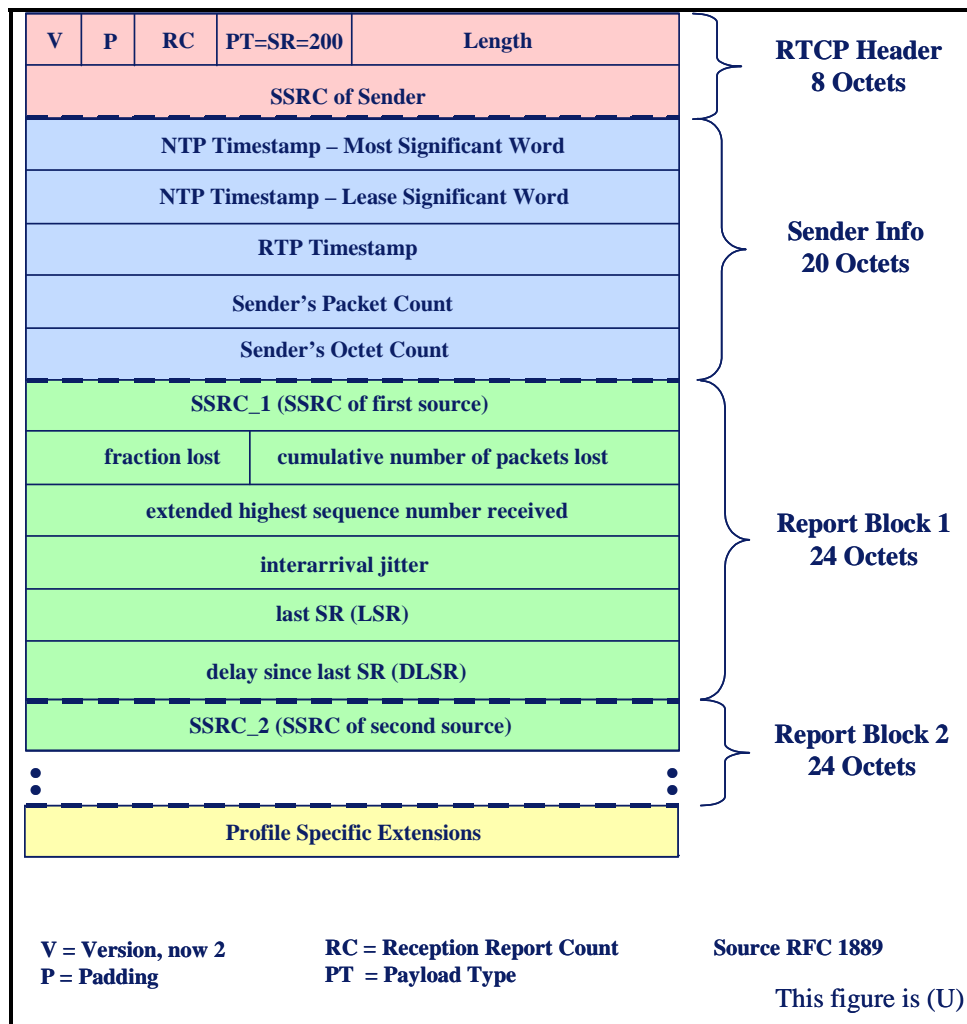 V P RC PT=SR=200 Length
RTCP Header
8 Octets
SSRC of Sender
NTP Timestamp – Most Significant Word
NTP Timestamp – Lease Significant Word
RTP Timestamp
Sender’s Packet Count
Sender’s Octet Count
Sender Info
20 Octets
SSRC_1 (SSRC of first source)
fraction lost cumulative number of packets lost
extended highest sequence number received
interarrival jitter
last SR (LSR)
delay since last SR (DLSR)
Report Block 1
24 Octets
SSRC_2 (SSRC of second source)
Report Block 2
24 Octets
Profile Specific Extensions
V = Version, now 2
P = Padding
RC = Reception Report Count
PT = Payload Type
Source RFC 1889
This figure is (U)